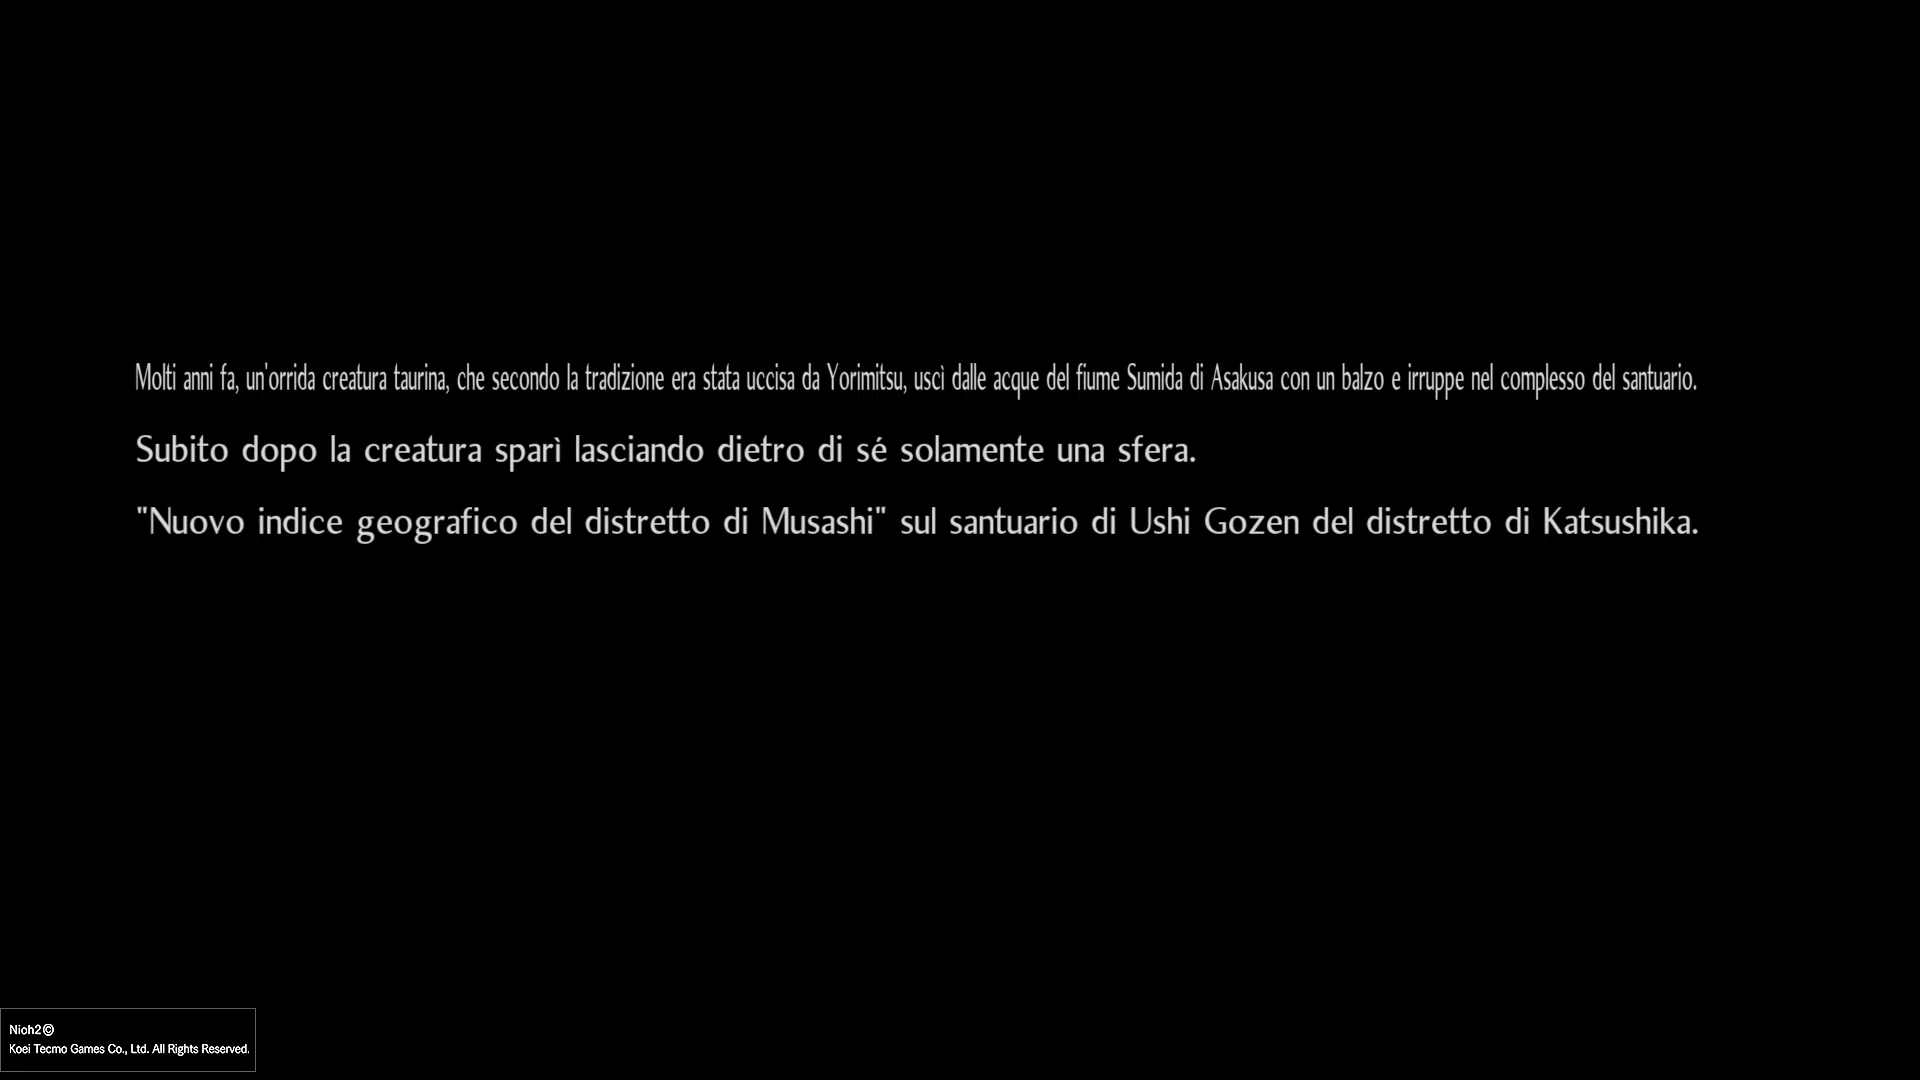 Molti anni fa, un'orrida creatura taurina, che secondo la tradizione era stata uccisa da Yorimitsu, uscì dalle acque del fiume Sumida di Asakusa con un balzo e irruppe nel complesso del santuario.
Subito dopo la creatura sparì lasciando dietro di sé solamente una sfera.
"Nuovo indice geografico del distretto di Musashi" sul santuario di Ushi Gozen del distretto di Katsushika.
Nioh2©
Koei Tecmo Games Co., Ltd. All Rights Reserved.